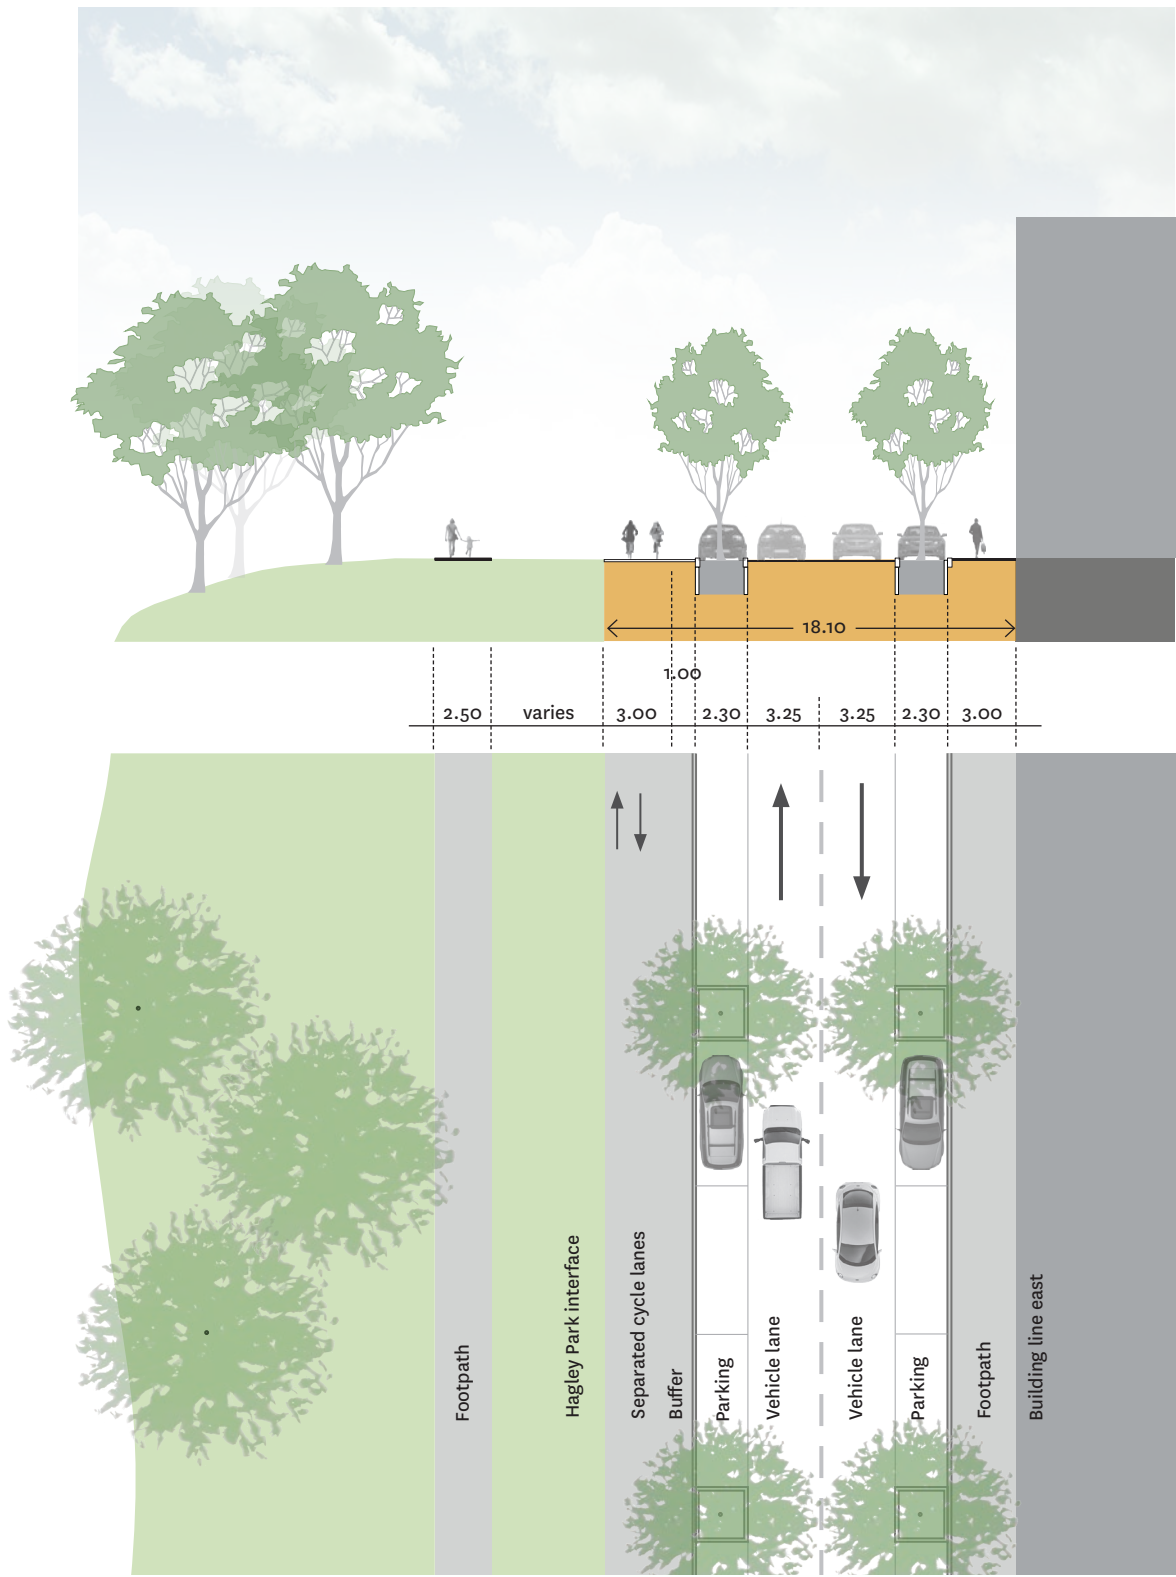 18.10
1.00
2.50 varies 3.00 2.30 3.25 3.25 2.30 3.00
Footpath
Hagley Park interface
Separated cycle lanes
Buffer
Parking
Vehicle lane
Vehicle lane
Parking
Footpath
Building line east